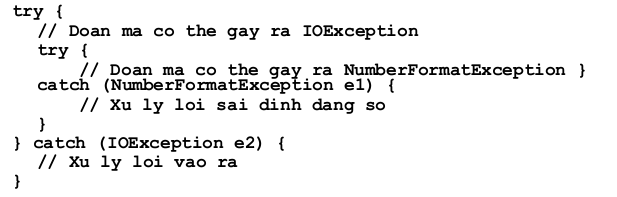 try {
// Doan ma co the gay ra IOException
try {
// Doan ma co the gay ra NumberFormatException }
catch (NumberFormatException e1) {
// Xu ly loi sai dinh dang so
}
} catch (IOException e2) {
// Xu ly loi vao ra
}